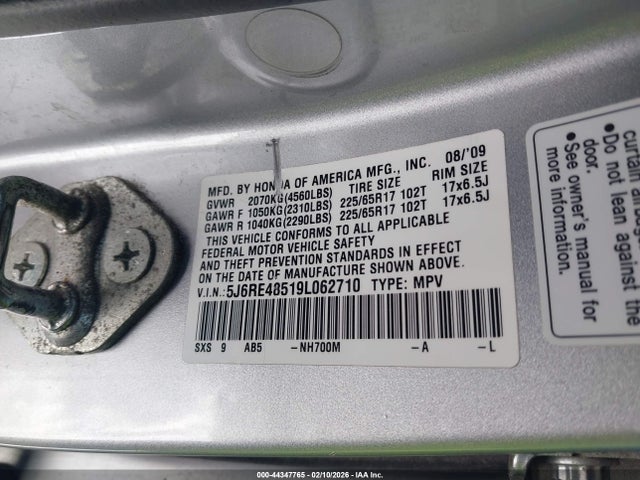 MFD. BY HONDA OF AMERICA MFG., INC. 08/'09
GVWR 2070KG(4560LBS) TIRE SIZE RIM SIZE
GAWR F 1050KG(2310LBS) 225/65R17 102T 17x6.5J
GAWR R 1040KG(2290LBS) 225/65R17 102T 17x6.5J
THIS VEHICLE CONFORMS TO ALL APPLICABLE
FEDERAL MOTOR VEHICLE SAFETY
STANDARDS IN EFFECT
ON THE DATE OF MANUFACTURE SHOWN ABOVE.
V.I.N.:5J6RE48519L062710 TYPE: MPV
SXS 9 AB5 -NH700M -A -L
curtain
● Do not lean against
door.
● See owner's manual for
more information.
000-44347765 - 02/10/2026 - IAA Inc.